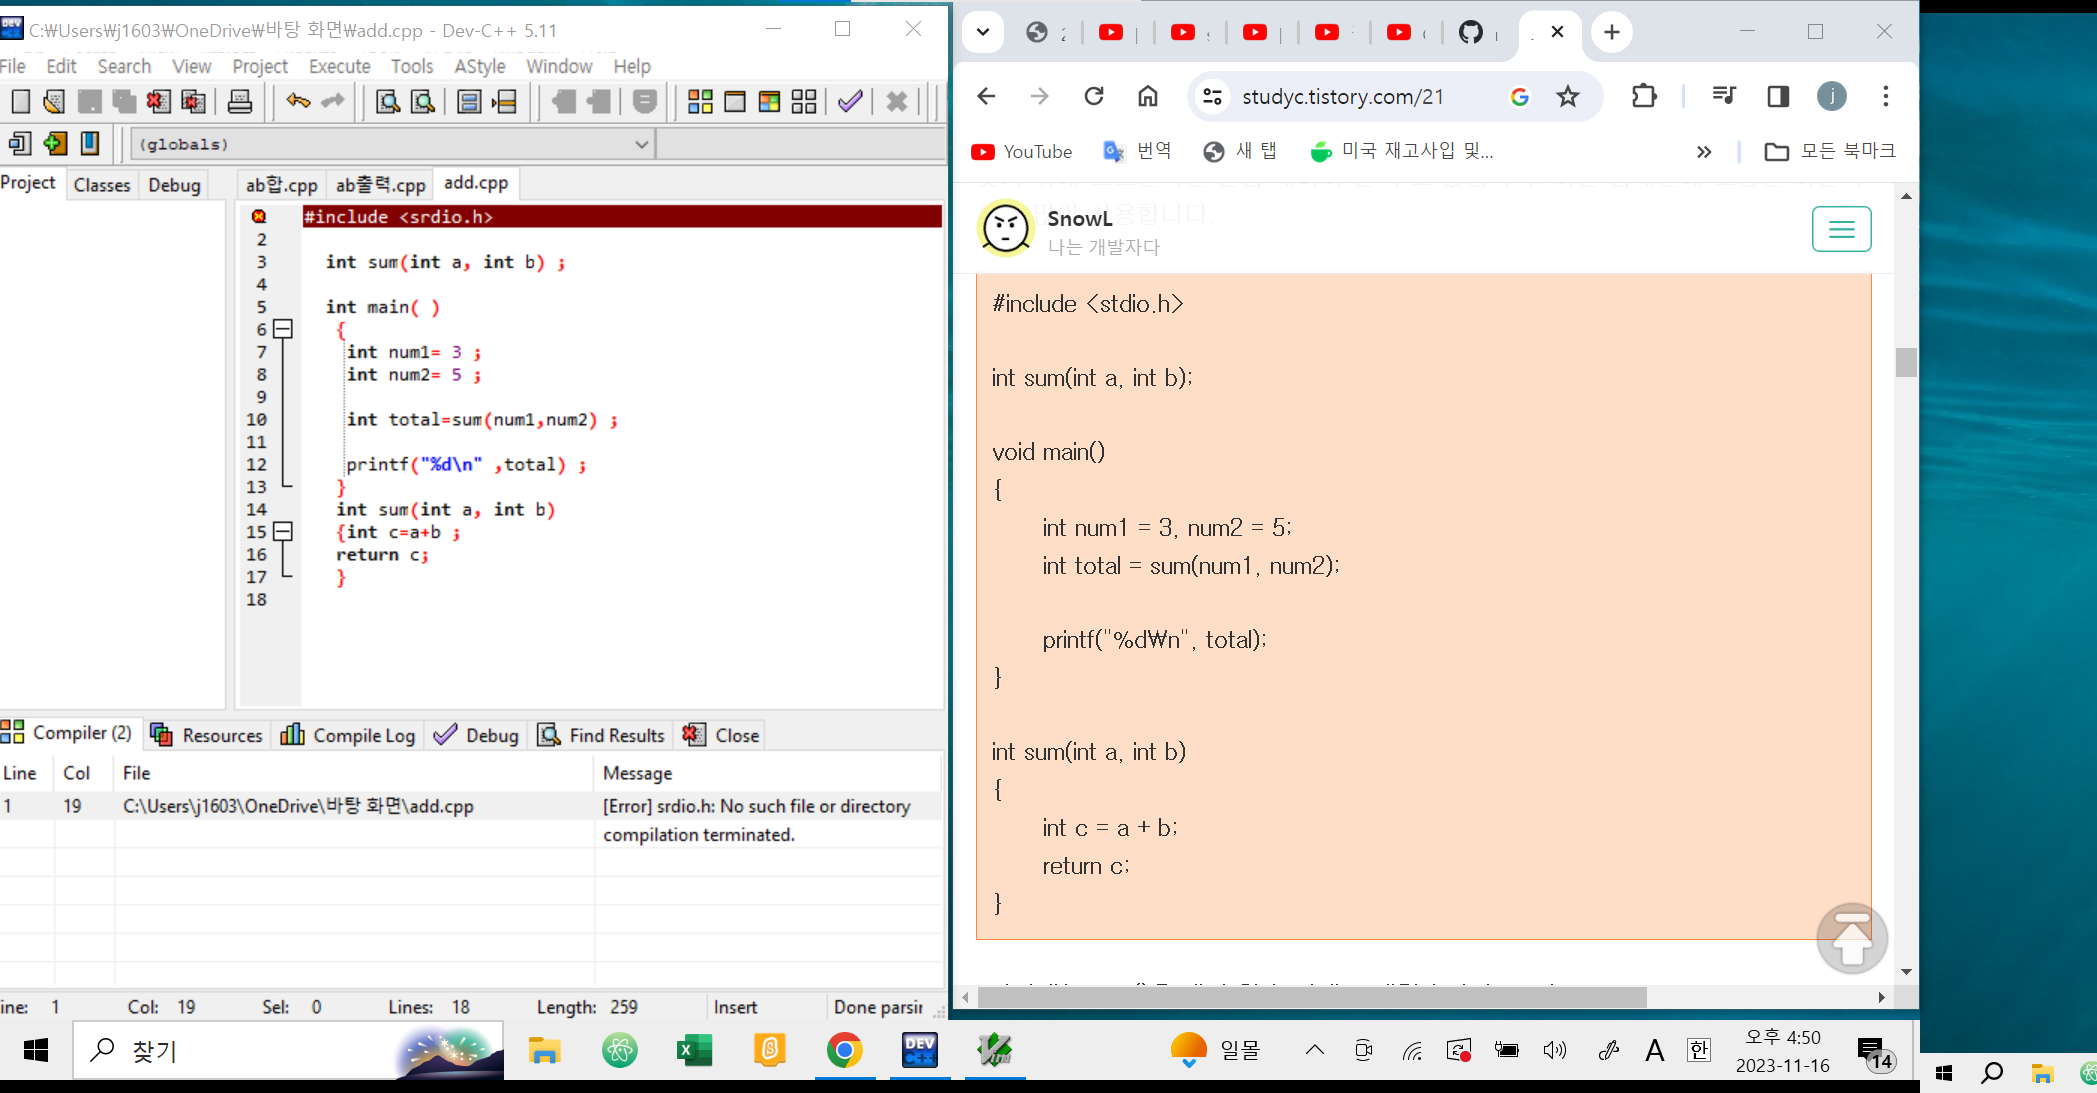 C:₩Users₩j1603₩OneDrive₩바탕 화면₩add.cpp - Dev-C++ 5.11
File Edit Search View Project Execute Tools AStyle Window Help
(globals)
Project Classes Debug
ab합.cpp ab출력.cpp add.cpp
#include <srdio.h>
2
3 int sum(int a, int b) ;
4
5 int main( )
6 {
7 int num1= 3 ;
8 int num2= 5 ;
9
10 int total=sum(num1,num2) ;
11
12 printf("%d\n" ,total) ;
13 }
14 int sum(int a, int b)
15 {int c=a+b ;
16 return c;
17 }
18
Compiler (2) Resources Compile Log Debug Find Results Close
Line Col File Message
1 19 C:\Users\j1603\OneDrive\바탕 화면\add.cpp [Error] srdio.h: No such file or directory
compilation terminated.
ine: 1 Col: 19 Sel: 0 Lines: 18 Length: 259 Insert Done parsir
찾기
studyc.tistory.com/21
j
YouTube 번역 새 탭 미국 재고사입 및... » 모든 북마크
용합니다.
SnowL
나는 개발자다
#include <stdio.h>
int sum(int a, int b);
void main()
{
int num1 = 3, num2 = 5;
int total = sum(num1, num2);
printf("%d₩n", total);
}
int sum(int a, int b)
{
int c = a + b;
return c;
}
DEV C++
일몰
A 한
오후 4:50
2023-11-16
14